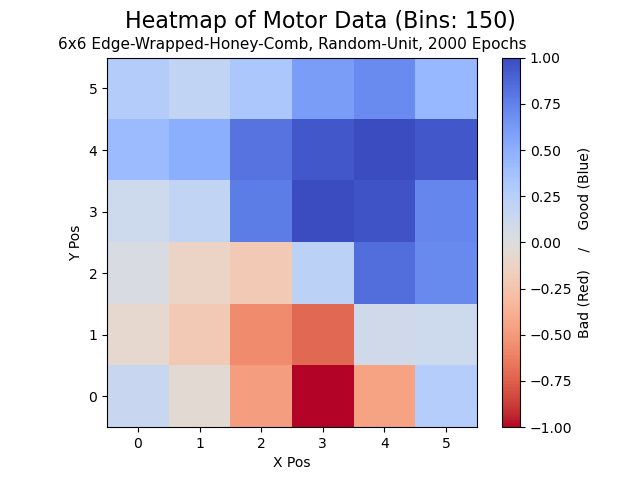 Heatmap of Motor Data (Bins: 150)
6x6 Edge-Wrapped-Honey-Comb, Random-Unit, 2000 Epochs
5
4
3
2
1
0
Y Pos
0 1 2 3 4 5
X Pos
1.00
0.75
0.50
0.25
0.00
−0.25
−0.50
−0.75
−1.00
Bad (Red) / Good (Blue)